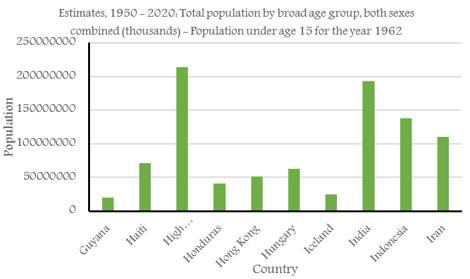 Estimates, 1950 - 2020: Total population by broad age group, both sexes
combined (thousands) - Population under age 15 for the year 1962
250000000
200000000
150000000
100000000
50000000
0
Population
Guyana
Haiti
High...
Honduras
Hong Kong
Hungary
Iceland
India
Indonesia
Iran
Country